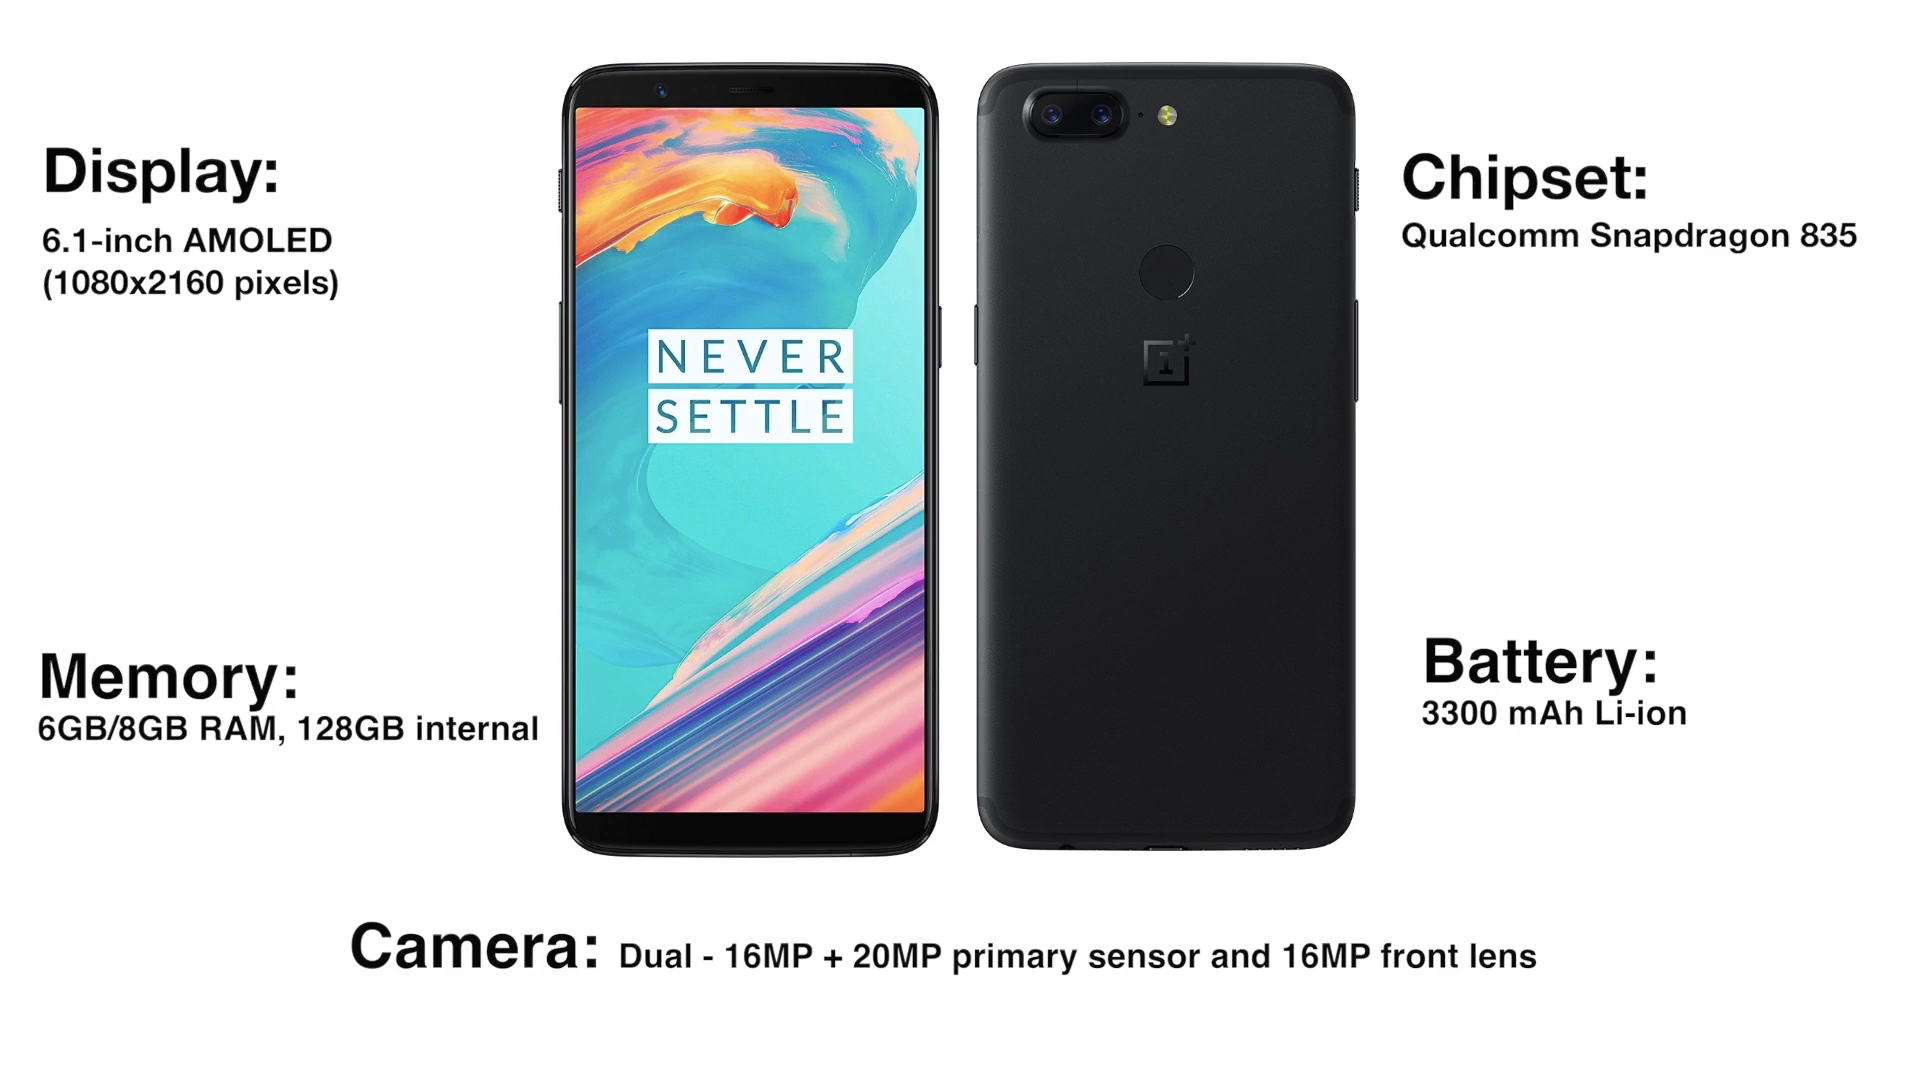 Display:
6.1-inch AMOLED
(1080x2160 pixels)
NEVER
SETTLE
Chipset:
Qualcomm Snapdragon 835
Memory:
6GB/8GB RAM, 128GB internal
Battery:
3300 mAh Li-ion
Camera: Dual - 16MP + 20MP primary sensor and 16MP front lens